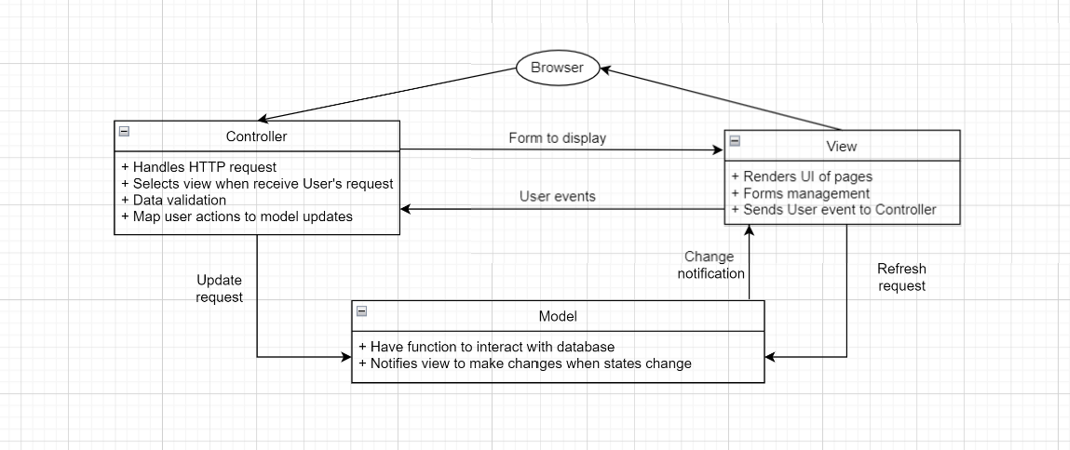 Browser
Controller
+ Handles HTTP request
+ Selects view when receive User's request
+ Data validation
+ Map user actions to model updates
Form to display
User events
View
+ Renders UI of pages
+ Forms management
+ Sends User event to Controller
Update
request
Change
notification
Refresh
request
Model
+ Have function to interact with database
+ Notifies view to make changes when states change